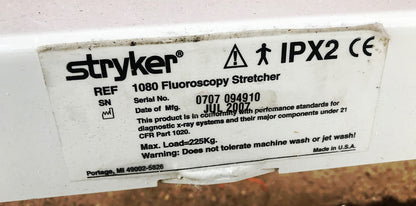 stryker® IPX2 CE
REF 1080 Fluoroscopy Stretcher
SN Serial No. 0707 094910
Date of Mfg. JUL 2007
This product is in conformity with perfomance standards for
diagnostic x-ray systems and their major components under 21
CFR Part 1020.
Max. Load=225Kg.
Warning: Does not tolerate machine wash or jet wash!
Portage, MI 49002-5826 Made in U.S.A.